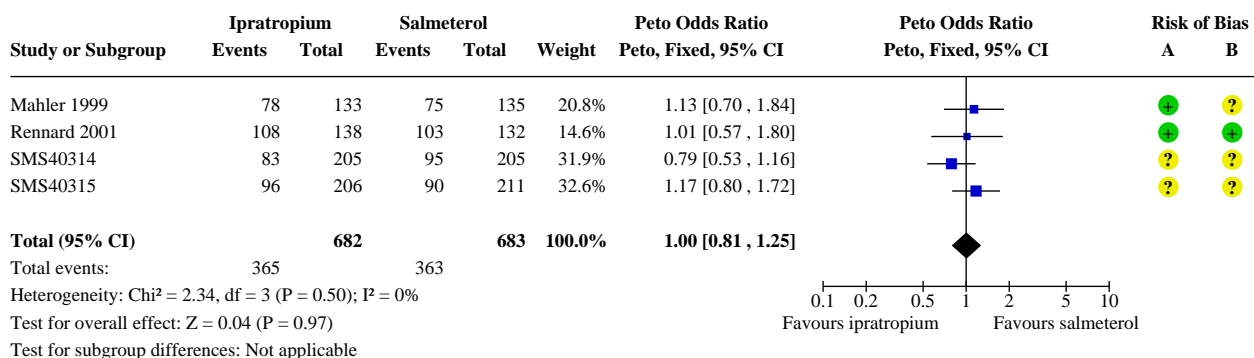 Ipratropium Salmeterol Peto Odds Ratio Peto Odds Ratio Risk of Bias
Study or Subgroup Events Total Events Total Weight Peto, Fixed, 95% CI Peto, Fixed, 95% CI A B
Mahler 1999 78 133 75 135 20.8% 1.13 [0.70 , 1.84] + ?
Rennard 2001 108 138 103 132 14.6% 1.01 [0.57 , 1.80] + +
SMS40314 83 205 95 205 31.9% 0.79 [0.53 , 1.16] ? ?
SMS40315 96 206 90 211 32.6% 1.17 [0.80 , 1.72] ? ?
Total (95% CI) 682 683 100.0% 1.00 [0.81 , 1.25]
Total events: 365 363
Heterogeneity: Chi² = 2.34, df = 3 (P = 0.50); I² = 0%
0.1 0.2 0.5 1 2 5 10
Test for overall effect: Z = 0.04 (P = 0.97) Favours ipratropium Favours salmeterol
Test for subgroup differences: Not applicable